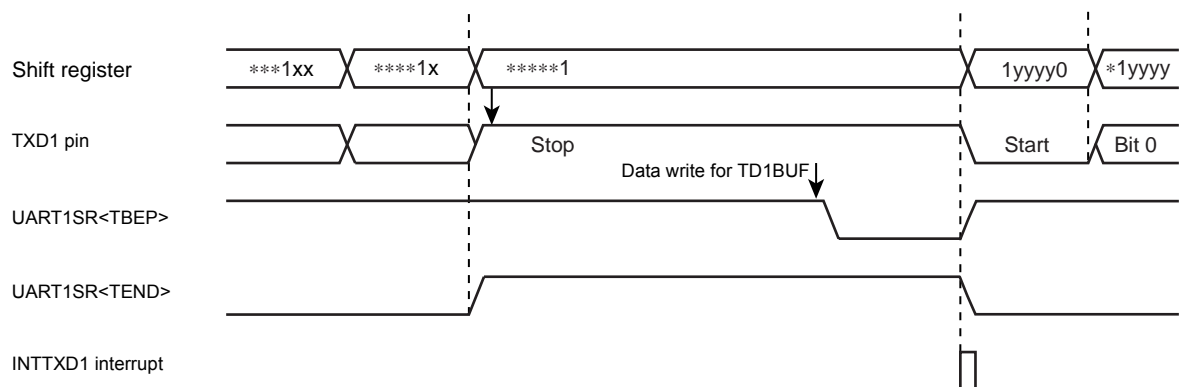 Shift register ***1xx ****1x *****1 1yyyy0 *1yyyy
TXD1 pin Stop Start Bit 0
Data write for TD1BUF
UART1SR<TBEP>
UART1SR<TEND>
INTTXD1 interrupt